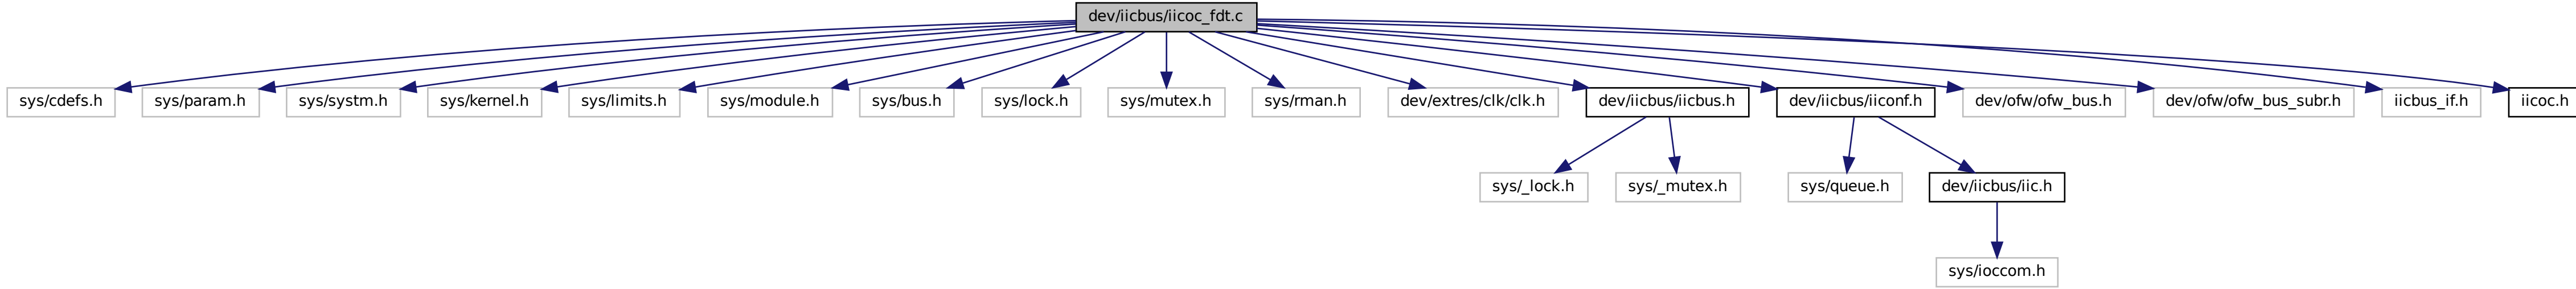 dev/iicbus/iicoc_fdt.c
sys/cdefs.h
sys/param.h
sys/systm.h
sys/kernel.h
sys/limits.h
sys/module.h
sys/bus.h
sys/lock.h
sys/mutex.h
sys/rman.h
dev/extres/clk/clk.h
dev/iicbus/iicbus.h
dev/iicbus/iiconf.h
dev/ofw/ofw_bus.h
dev/ofw/ofw_bus_subr.h
iicbus_if.h
iicoc.h
sys/_lock.h
sys/_mutex.h
sys/queue.h
dev/iicbus/iic.h
sys/ioccom.h